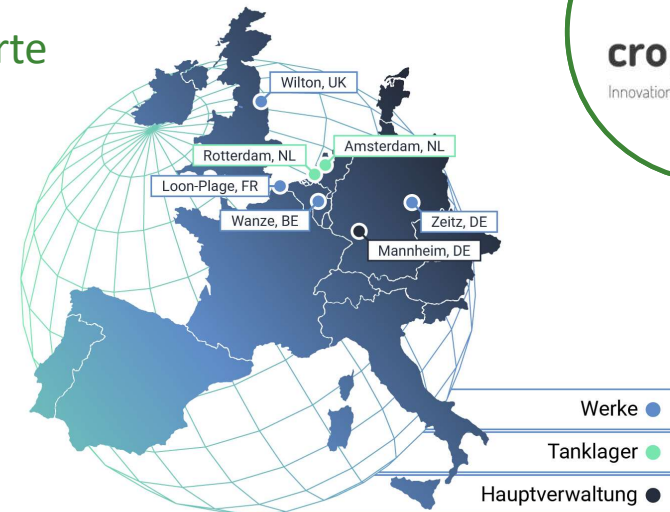 rte
cro
Innovation
Wilton, UK
Amsterdam, NL
Rotterdam, NL
Loon-Plage, FR
Wanze, BE
Zeitz, DE
Mannheim, DE
Werke
Tanklager
Hauptverwaltung